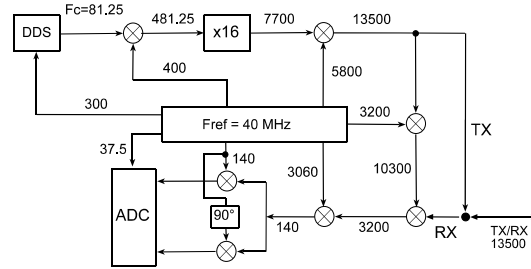 Fc=81.25
DDS
481.25
x16
7700
13500
400
5800
300
3200
Fref = 40 MHz
TX
37.5
140
3060
10300
ADC
90°
140
3200
RX
TX/RX
13500